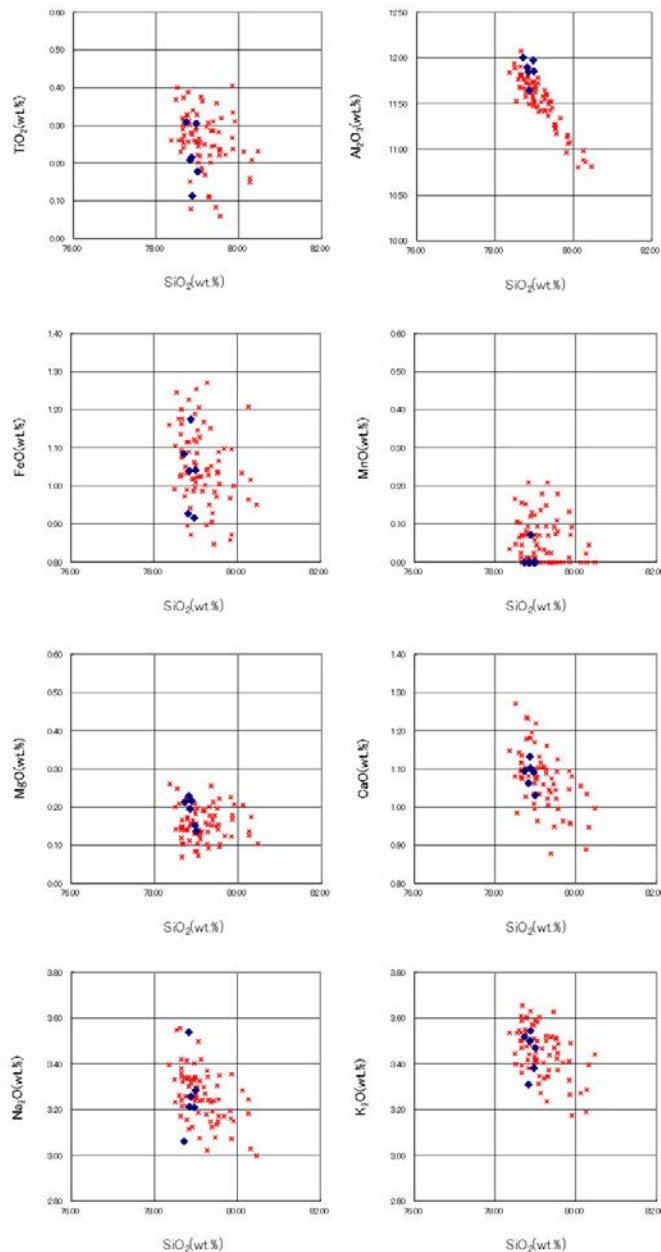 0.60
0.50
0.40
0.30
0.20
0.10
0.00
TiO₂(wt.%)
76.00 78.00 80.00 82.00
SiO₂(wt.%)
12.00
11.50
11.00
10.50
10.00
Al₂O₃(wt.%)
76.00 78.00 80.00 82.00
SiO₂(wt.%)
1.40
1.30
1.20
1.10
1.00
0.90
0.80
FeO(wt.%)
76.00 78.00 80.00 82.00
SiO₂(wt.%)
0.60
0.50
0.40
0.30
0.20
0.10
0.00
MnO(wt.%)
76.00 78.00 80.00 82.00
SiO₂(wt.%)
0.60
0.50
0.40
0.30
0.20
0.10
0.00
MgO(wt.%)
76.00 78.00 80.00 82.00
SiO₂(wt.%)
1.40
1.30
1.20
1.10
1.00
0.90
0.80
CaO(wt.%)
76.00 78.00 80.00 82.00
SiO₂(wt.%)
3.80
3.60
3.40
3.20
3.00
2.80
Na₂O(wt.%)
76.00 78.00 80.00 82.00
SiO₂(wt.%)
3.80
3.60
3.40
3.20
3.00
2.80
K₂O(wt.%)
76.00 78.00 80.00 82.00
SiO₂(wt.%)